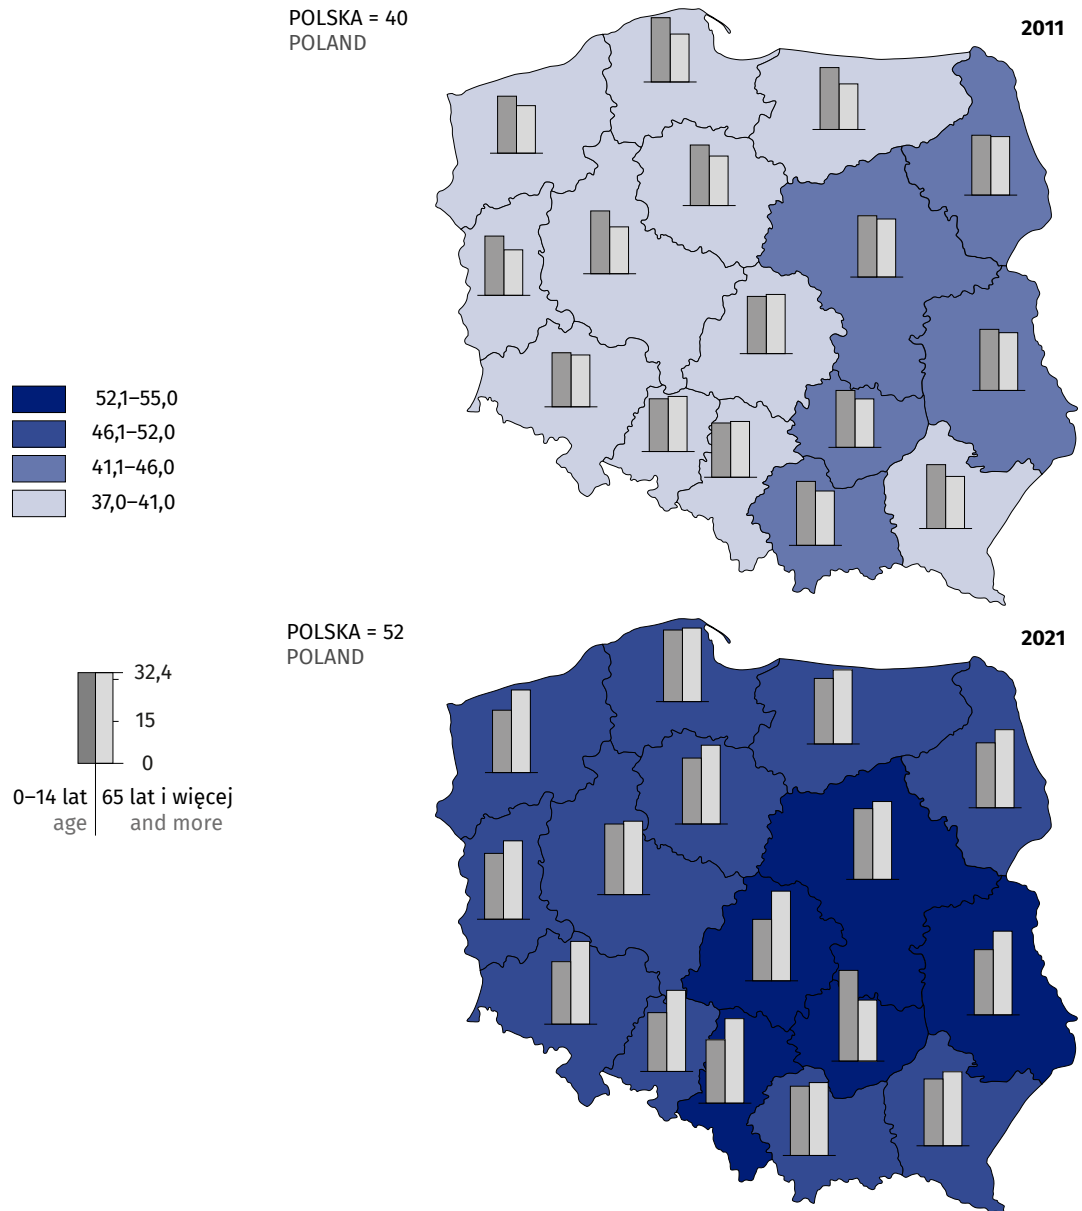 POLSKA = 40
POLAND
2011
52,1–55,0
46,1–52,0
41,1–46,0
37,0–41,0
POLSKA = 52
POLAND
2021
32,4
15
0
0–14 lat 65 lat i więcej
age and more